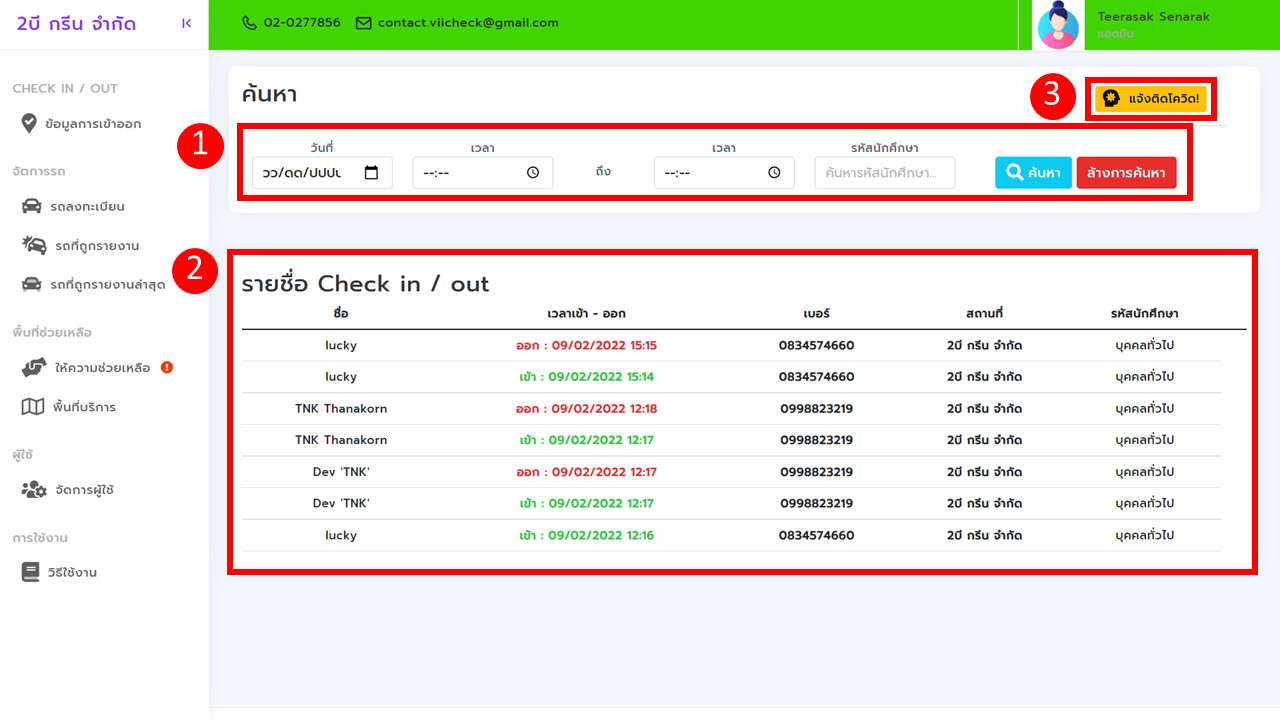 2บี กรีน จำกัด
02-0277856 contact.viicheck@gmail.com
Teerasak Senarak
แอดมิน
CHECK IN / OUT
ข้อมูลการเข้าออก
จัดการรถ
รถลงทะเบียน
รถที่ถูกรายงาน
รถที่ถูกรายงานล่าสุด
พื้นที่ช่วยเหลือ
ให้ความช่วยเหลือ
พื้นที่บริการ
ผู้ใช้
จัดการผู้ใช้
การใช้งาน
วิธีใช้งาน
ค้นหา
3
แจ้งติดโควิด!
1
วันที่ เวลา เวลา รหัสนักศึกษา
วว/ดด/ปปปป --:-- ถึง --:-- ค้นหารหัสนักศึกษา... ค้นหา ล้างการค้นหา
2
รายชื่อ Check in / out
ชื่อ เวลาเข้า - ออก เบอร์ สถานที่ รหัสนักศึกษา
lucky ออก : 09/02/2022 15:15 0834574660 2บี กรีน จำกัด บุคคลทั่วไป
lucky เข้า : 09/02/2022 15:14 0834574660 2บี กรีน จำกัด บุคคลทั่วไป
TNK Thanakorn ออก : 09/02/2022 12:18 0998823219 2บี กรีน จำกัด บุคคลทั่วไป
TNK Thanakorn เข้า : 09/02/2022 12:17 0998823219 2บี กรีน จำกัด บุคคลทั่วไป
Dev 'TNK' ออก : 09/02/2022 12:17 0998823219 2บี กรีน จำกัด บุคคลทั่วไป
Dev 'TNK' เข้า : 09/02/2022 12:17 0998823219 2บี กรีน จำกัด บุคคลทั่วไป
lucky เข้า : 09/02/2022 12:16 0834574660 2บี กรีน จำกัด บุคคลทั่วไป